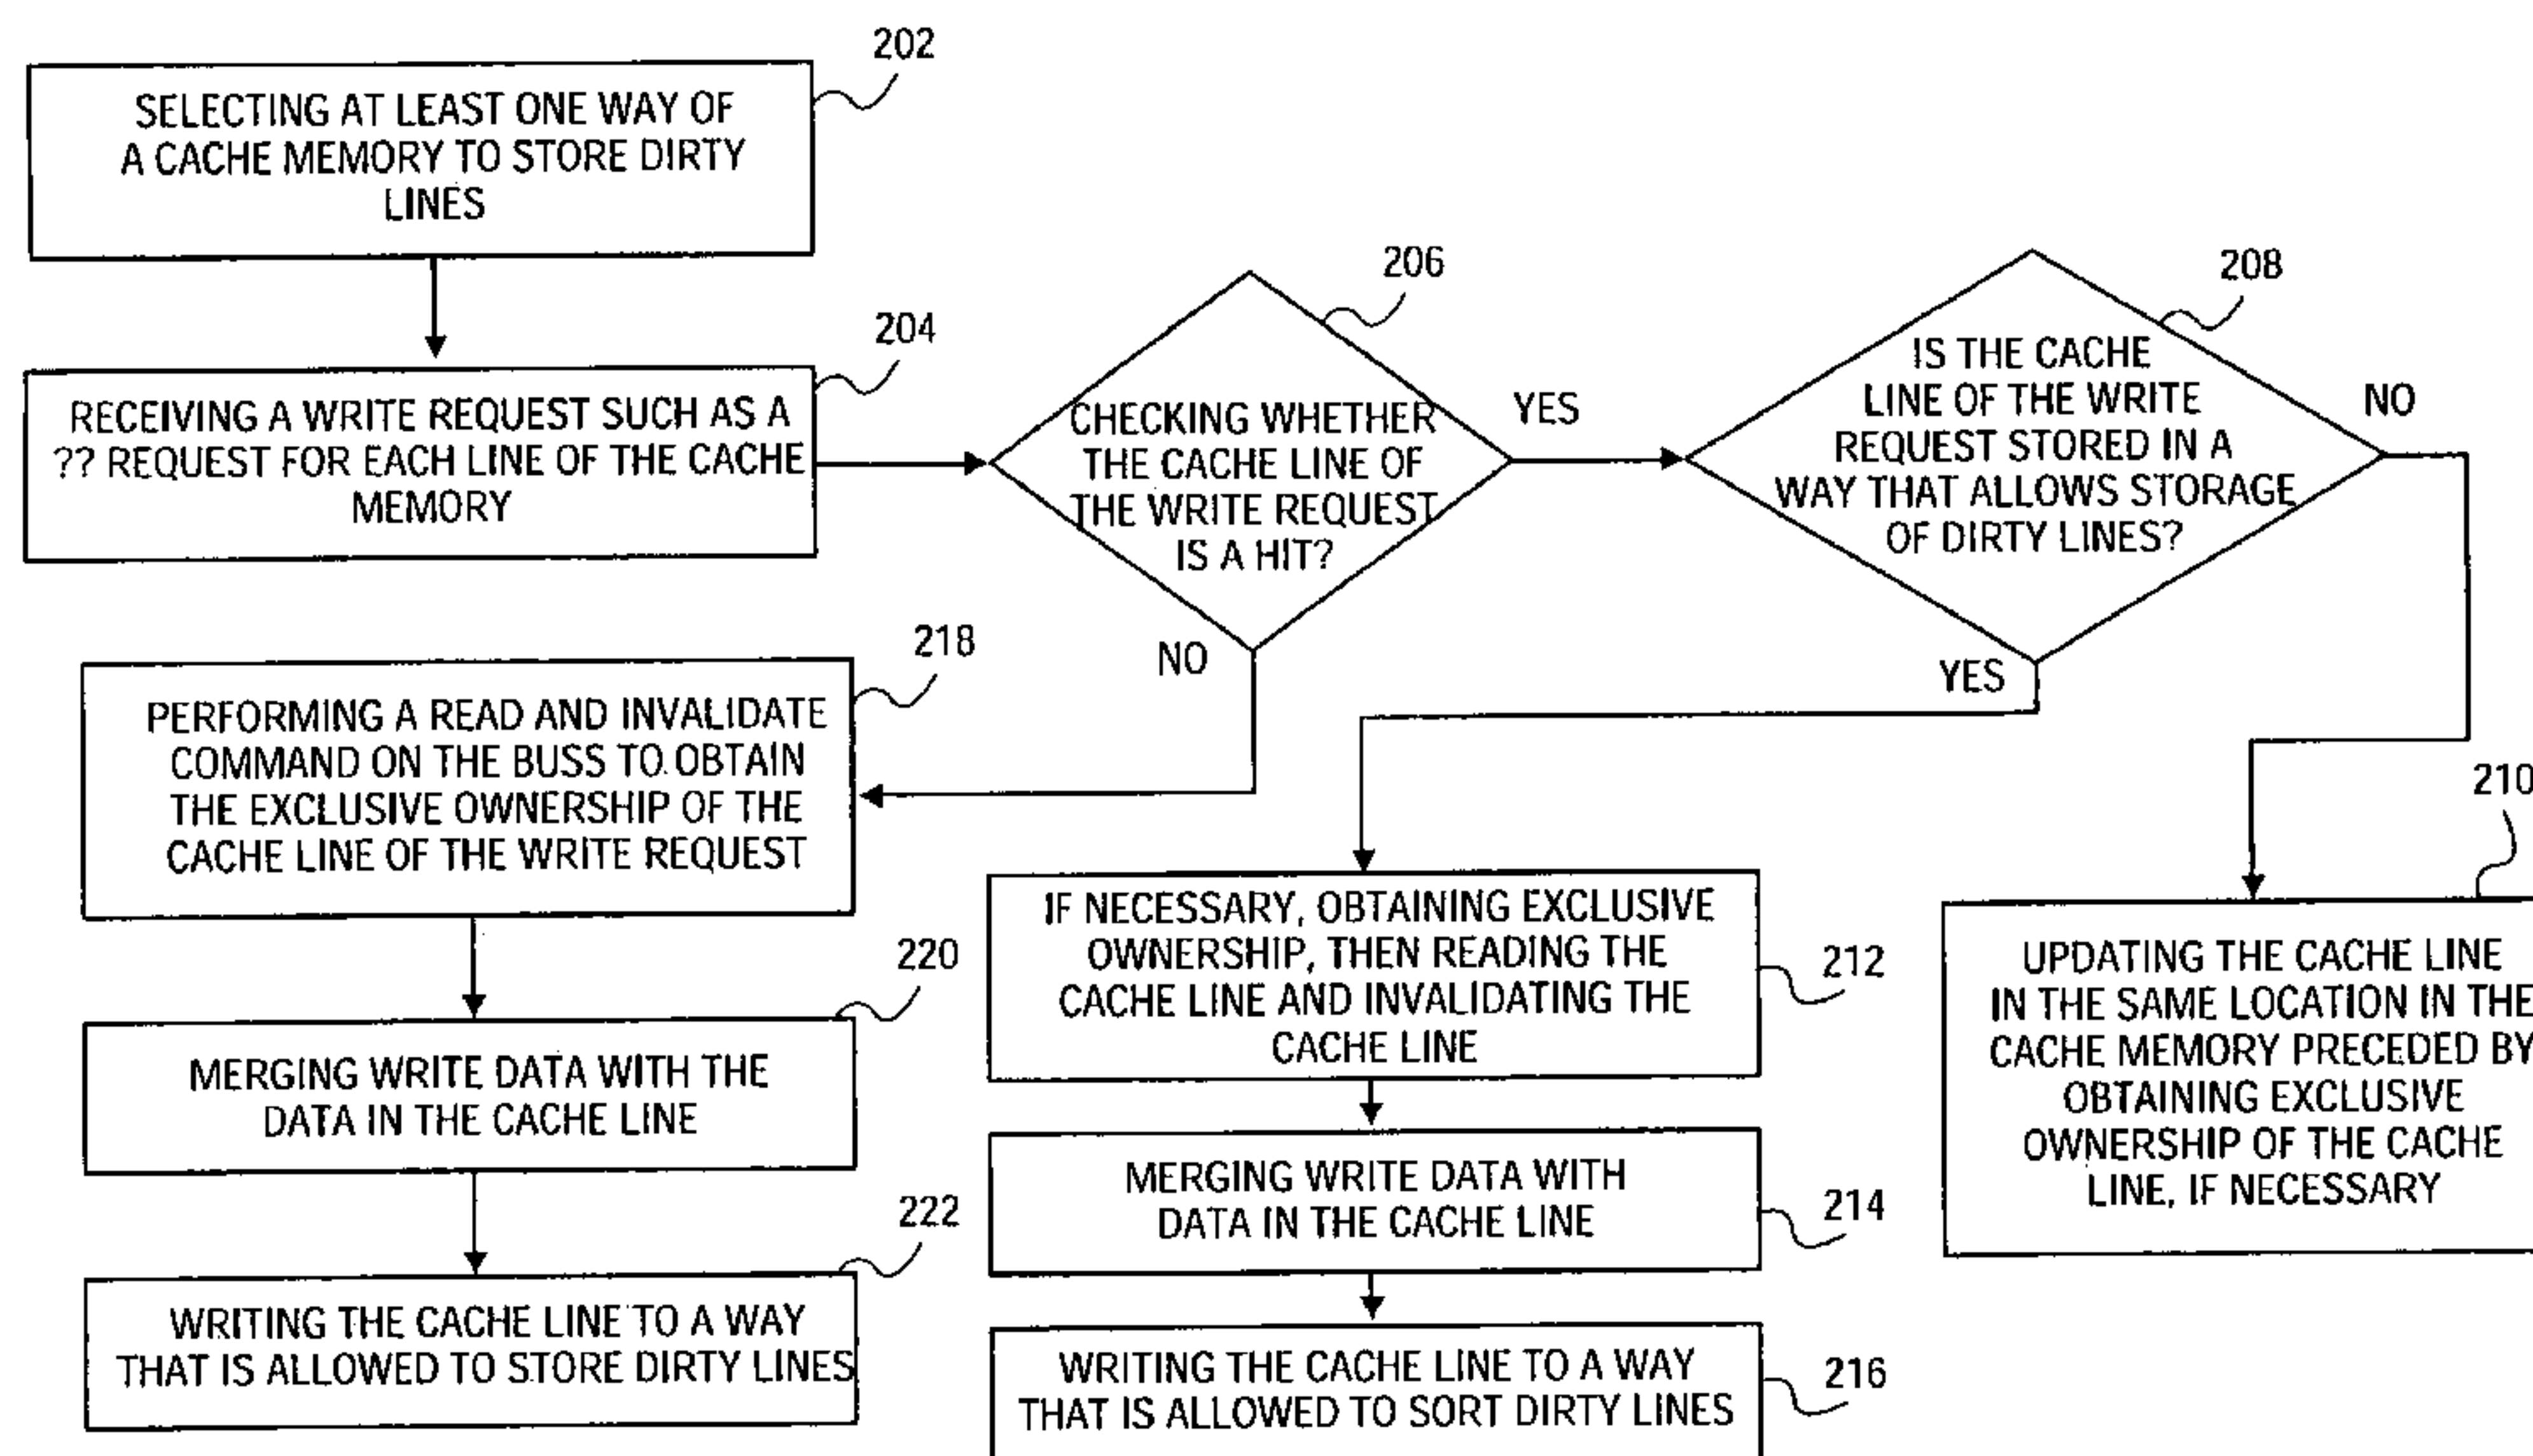 202
SELECTING AT LEAST ONE WAY OF
A CACHE MEMORY TO STORE DIRTY
LINES
204
RECEIVING A WRITE REQUEST SUCH AS A
?? REQUEST FOR EACH LINE OF THE CACHE
MEMORY
206
CHECKING WHETHER
THE CACHE LINE OF
THE WRITE REQUEST
IS A HIT?
YES
NO
208
IS THE CACHE
LINE OF THE WRITE
REQUEST STORED IN A
WAY THAT ALLOWS STORAGE
OF DIRTY LINES?
NO
YES
218
PERFORMING A READ AND INVALIDATE
COMMAND ON THE BUSS TO OBTAIN
THE EXCLUSIVE OWNERSHIP OF THE
CACHE LINE OF THE WRITE REQUEST
220
MERGING WRITE DATA WITH THE
DATA IN THE CACHE LINE
222
WRITING THE CACHE LINE TO A WAY
THAT IS ALLOWED TO STORE DIRTY LINES
212
IF NECESSARY, OBTAINING EXCLUSIVE
OWNERSHIP, THEN READING THE
CACHE LINE AND INVALIDATING THE
CACHE LINE
214
MERGING WRITE DATA WITH
DATA IN THE CACHE LINE
216
WRITING THE CACHE LINE TO A WAY
THAT IS ALLOWED TO SORT DIRTY LINES
210
UPDATING THE CACHE LINE
IN THE SAME LOCATION IN THE
CACHE MEMORY PRECEDED BY
OBTAINING EXCLUSIVE
OWNERSHIP OF THE CACHE
LINE, IF NECESSARY